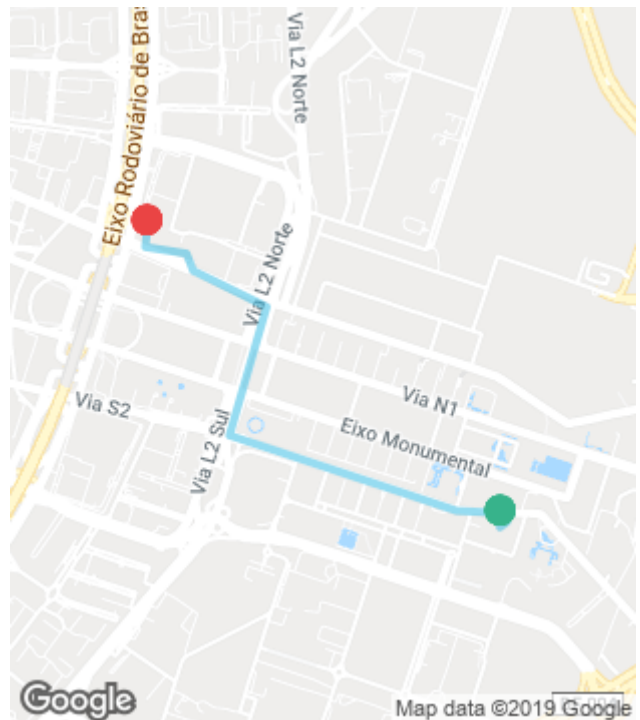 Eixo Rodoviário de Bras
Via L2 Norte
Via L2 Norte
Via N1
Eixo Monumental
Via S2
Via L2 Sul
Google
Map data ©2019 Google